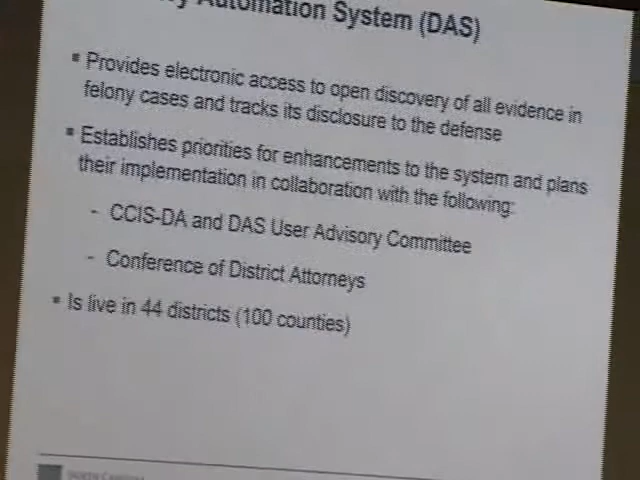 Automation System (DAS)
▪ Provides electronic access to open discovery of all evidence in
felony cases and tracks its disclosure to the defense
▪ Establishes priorities for enhancements to the system and plans
their implementation in collaboration with the following:
- CCIS-DA and DAS User Advisory Committee
- Conference of District Attorneys
▪ Is live in 44 districts (100 counties)